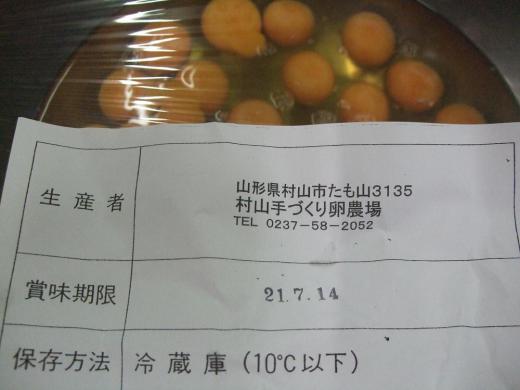 生産者
山形県村山市たも山3135
村山手づくり卵農場
TEL 0237-58-2052
賞味期限
21.7.14
保存方法
冷蔵庫(10℃以下)